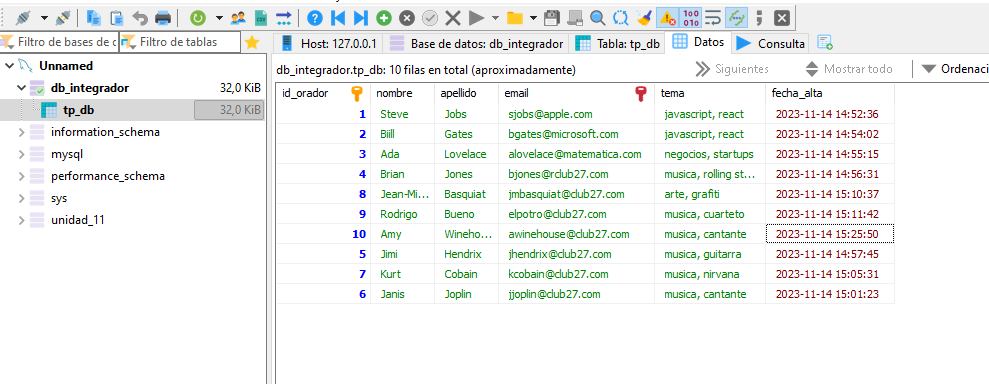 Filtro de bases de d
Filtro de tablas
Host: 127.0.0.1
Base de datos: db_integrador
Tabla: tp_db
Datos
Consulta
Unnamed
db_integrador 32,0 KiB
tp_db 32,0 KiB
information_schema
mysql
performance_schema
sys
unidad_11
db_integrador.tp_db: 10 filas en total (aproximadamente)
Siguientes
Mostrar todo
Ordenaci
id_orador nombre apellido email tema fecha_alta
1 Steve Jobs sjobs@apple.com javascript, react 2023-11-14 14:52:36
2 Biill Gates bgates@microsoft.com javascript, react 2023-11-14 14:54:02
3 Ada Lovelace alovelace@matematica.com negocios, startups 2023-11-14 14:55:15
4 Brian Jones bjones@rclub27.com musica, rolling st... 2023-11-14 14:56:31
8 Jean-Mi... Basquiat jmbasquiat@club27.com arte, grafiti 2023-11-14 15:10:37
9 Rodrigo Bueno elpotro@club27.com musica, cuarteto 2023-11-14 15:11:42
10 Amy Wineho... awinehouse@club27.com musica, cantante 2023-11-14 15:25:50
5 Jimi Hendrix jhendrix@club27.com musica, guitarra 2023-11-14 14:57:45
7 Kurt Cobain kcobain@club27.com musica, nirvana 2023-11-14 15:05:31
6 Janis Joplin jjoplin@club27.com musica, cantante 2023-11-14 15:01:23